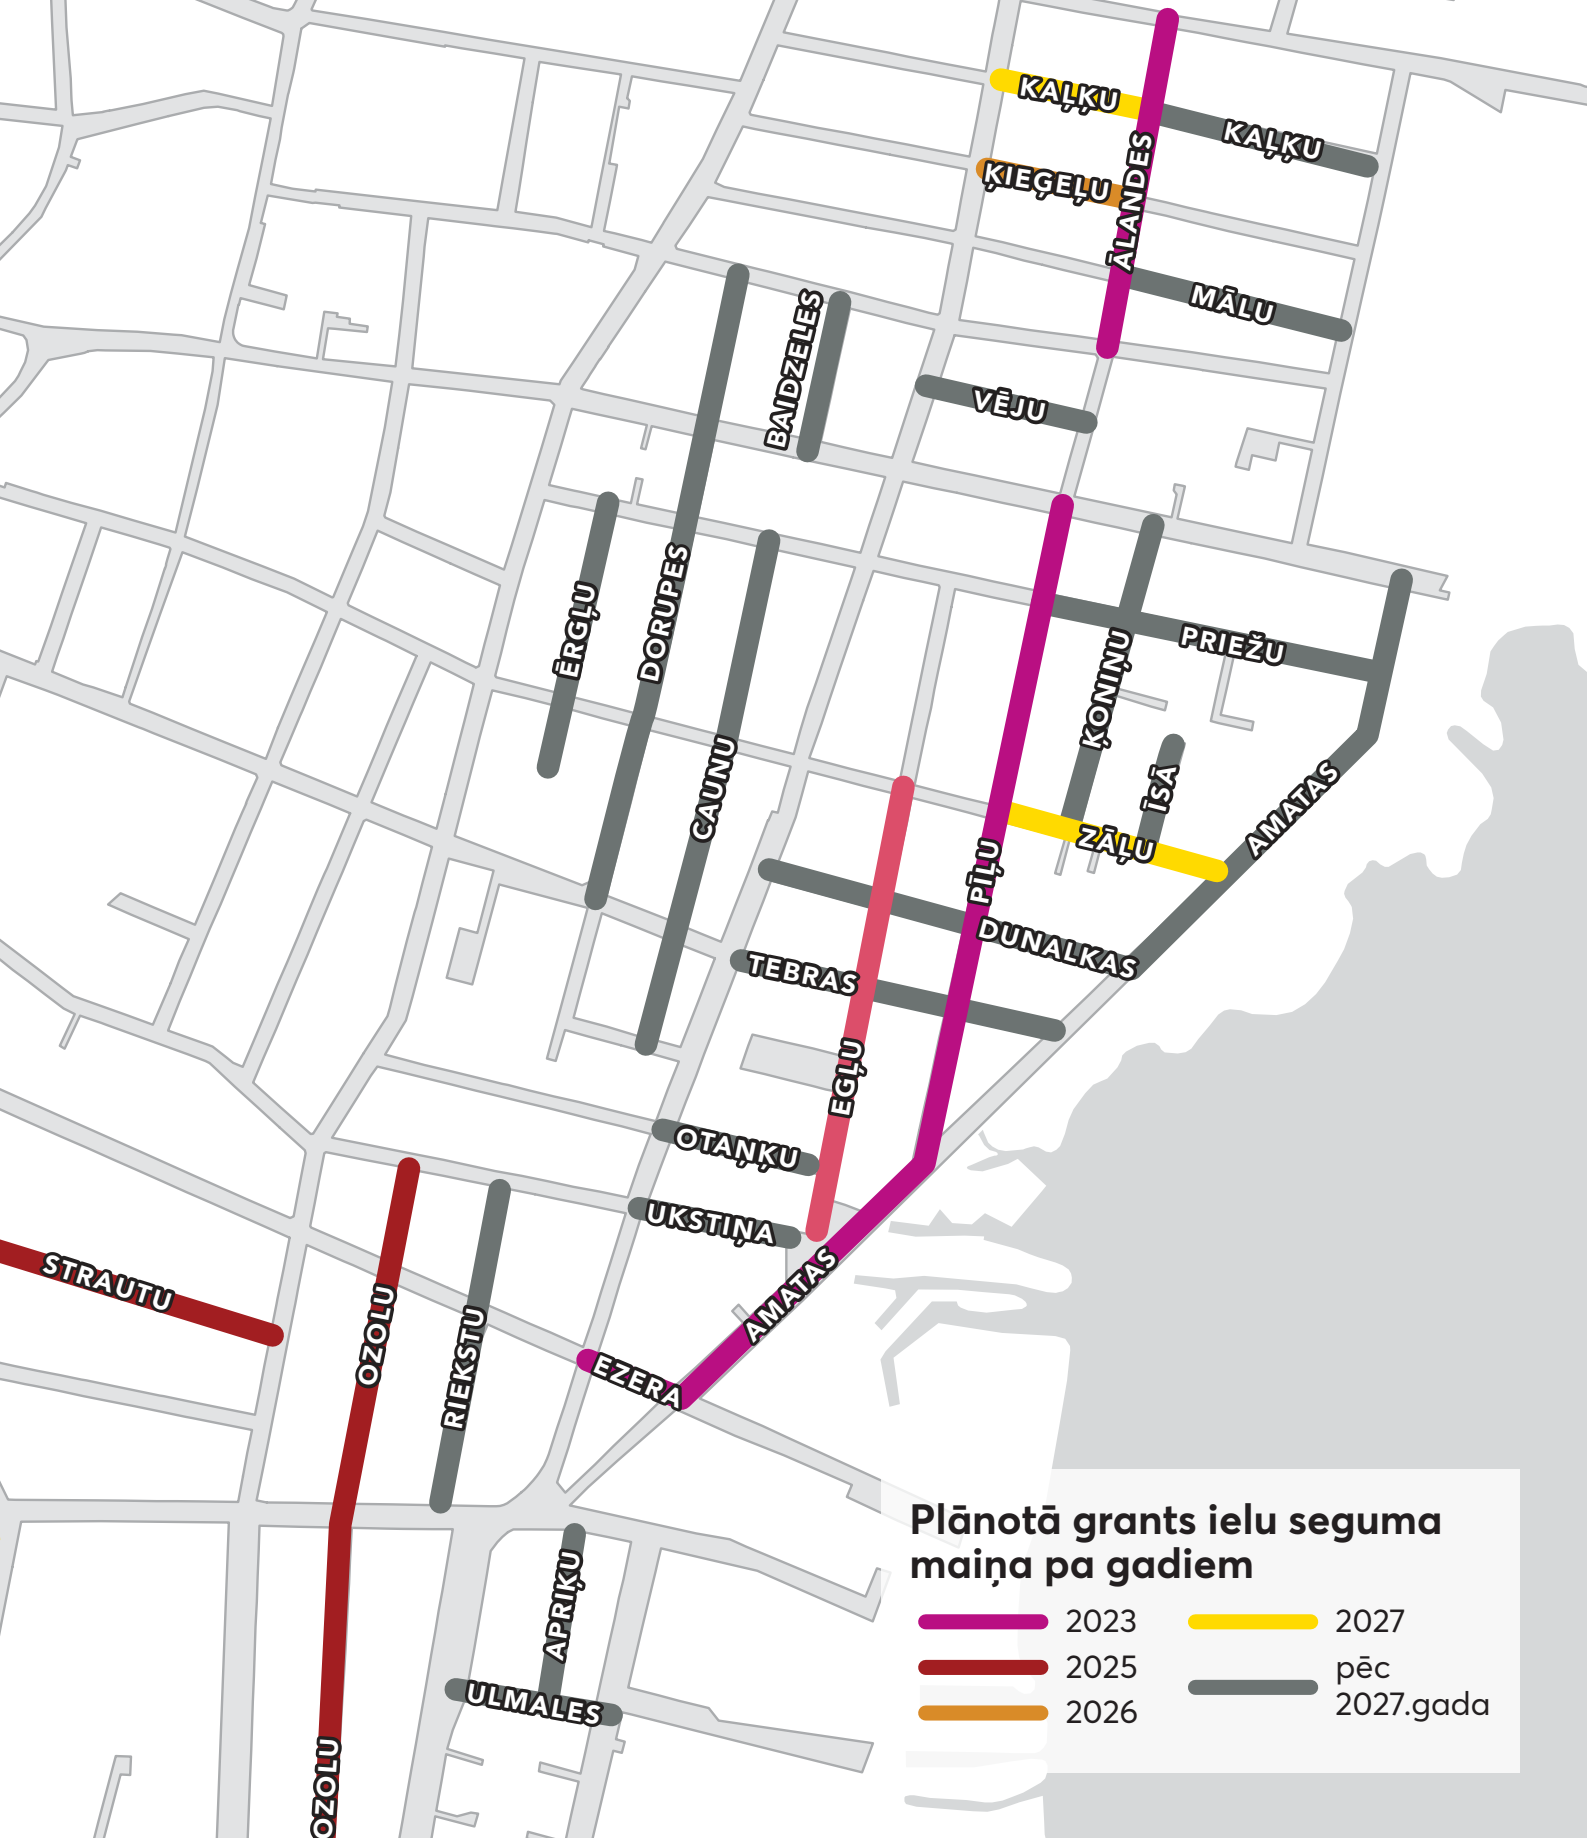 KAĻĶU
KAĻĶU
ĶIEĢEĻU
ĀLANDES
MĀLU
BAIDZELES
VĒJU
DORUPES
ĒRGĻU
PRIEŽU
ĶONIŅU
CAUNU
ĪSĀ
AMATAS
ZĀĻU
PĪĻU
DUNALKAS
TEBRAS
EGĻU
OTAŅĶU
UKSTIŅA
AMATAS
STRAUTU
OZOLU
RIEKSTU
EZERA
APRIĶU
ULMALES
OZOLU
Plānotā grants ielu seguma
maiņa pa gadiem
2023
2025
2026
2027
pēc
2027.gada